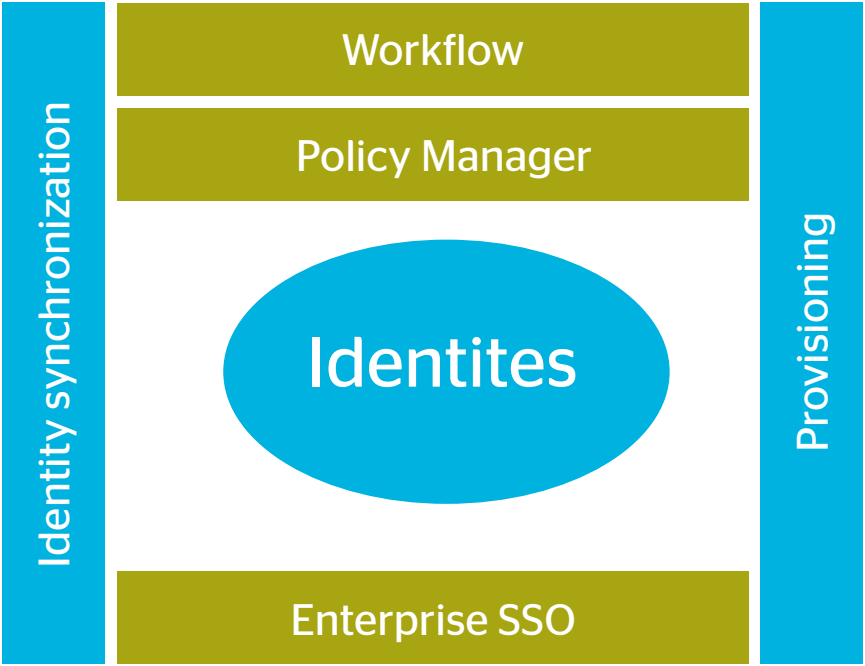 Workflow
Policy Manager
Identity synchronization
Identites
Provisioning
Enterprise SSO